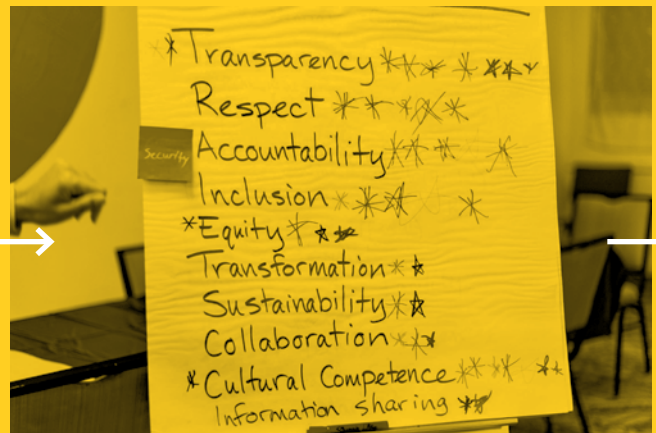 Transparency
Respect
Security
Accountability
Inclusion
Equity
Transformation
Sustainability
Collaboration
Cultural Competence
Information sharing